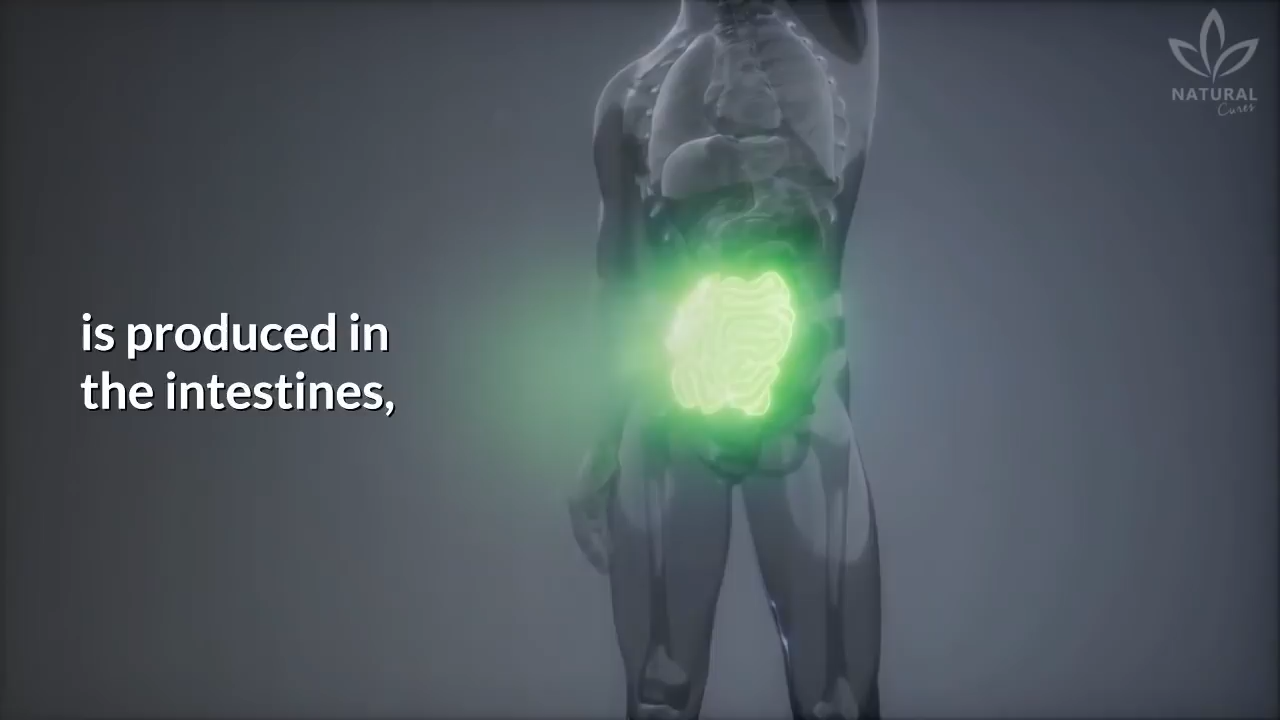 NATURAL
Cures
is produced in
the intestines,